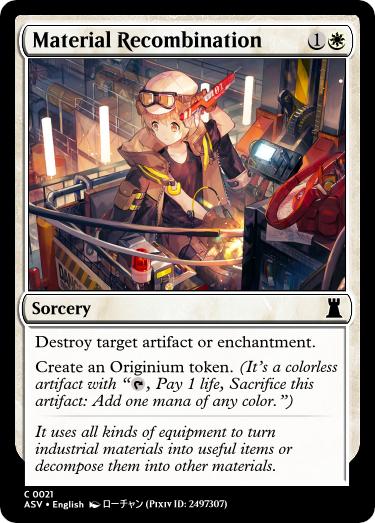 Material Recombination 1
Sorcery
Destroy target artifact or enchantment.
Create an Originium token. (It's a colorless
artifact with “, Pay 1 life, Sacrifice this
artifact: Add one mana of any color.”)
It uses all kinds of equipment to turn
industrial materials into useful items or
decompose them into other materials.
C 0021
ASV • English ローチャン (Pixiv ID: 2497307)